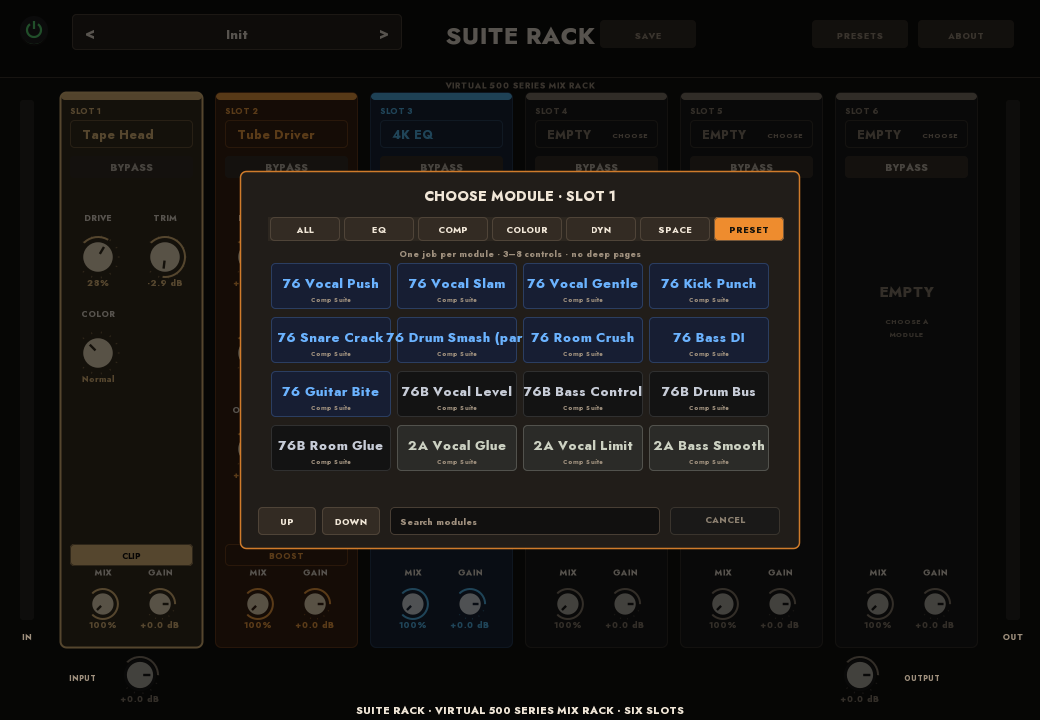 < Init >
SUITE RACK
SAVE
PRESETS
ABOUT
VIRTUAL 500 SERIES MIX RACK
SLOT 1
SLOT 2
SLOT 3
SLOT 4
SLOT 5
SLOT 6
Tape Head
Tube Driver
4K EQ
EMPTY CHOOSE
EMPTY CHOOSE
EMPTY CHOOSE
BYPASS
BYPASS
BYPASS
BYPASS
BYPASS
BYPASS
CHOOSE MODULE · SLOT 1
ALL
EQ
COMP
COLOUR
DYN
SPACE
PRESET
One job per module · 3–8 controls · no deep pages
76 Vocal Push
Comp Suite
76 Vocal Slam
Comp Suite
76 Vocal Gentle
Comp Suite
76 Kick Punch
Comp Suite
76 Snare Crack
Comp Suite
76 Drum Smash (par
Comp Suite
76 Room Crush
Comp Suite
76 Bass DI
Comp Suite
76 Guitar Bite
Comp Suite
76B Vocal Level
Comp Suite
76B Bass Control
Comp Suite
76B Drum Bus
Comp Suite
76B Room Glue
Comp Suite
2A Vocal Glue
Comp Suite
2A Vocal Limit
Comp Suite
2A Bass Smooth
Comp Suite
UP
DOWN
Search modules
CANCEL
DRIVE
TRIM
28%
-2.9 dB
COLOR
Normal
EMPTY
CHOOSE A
MODULE
CLIP
BOOST
MIX GAIN
MIX GAIN
MIX GAIN
MIX GAIN
MIX GAIN
MIX GAIN
100% +0.0 dB
100% +0.0 dB
100% +0.0 dB
100% +0.0 dB
100% +0.0 dB
100% +0.0 dB
IN
OUT
INPUT
+0.0 dB
OUTPUT
+0.0 dB
SUITE RACK · VIRTUAL 500 SERIES MIX RACK · SIX SLOTS